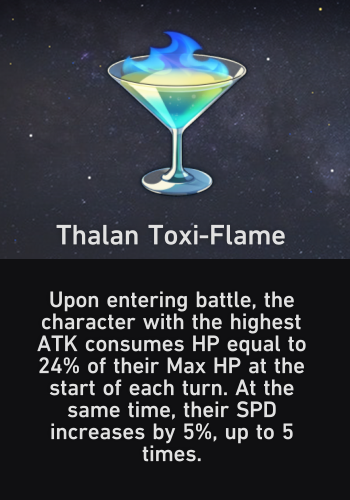 Thalan Toxi-Flame
Upon entering battle, the
character with the highest
ATK consumes HP equal to
24% of their Max HP at the
start of each turn. At the
same time, their SPD
increases by 5%, up to 5
times.